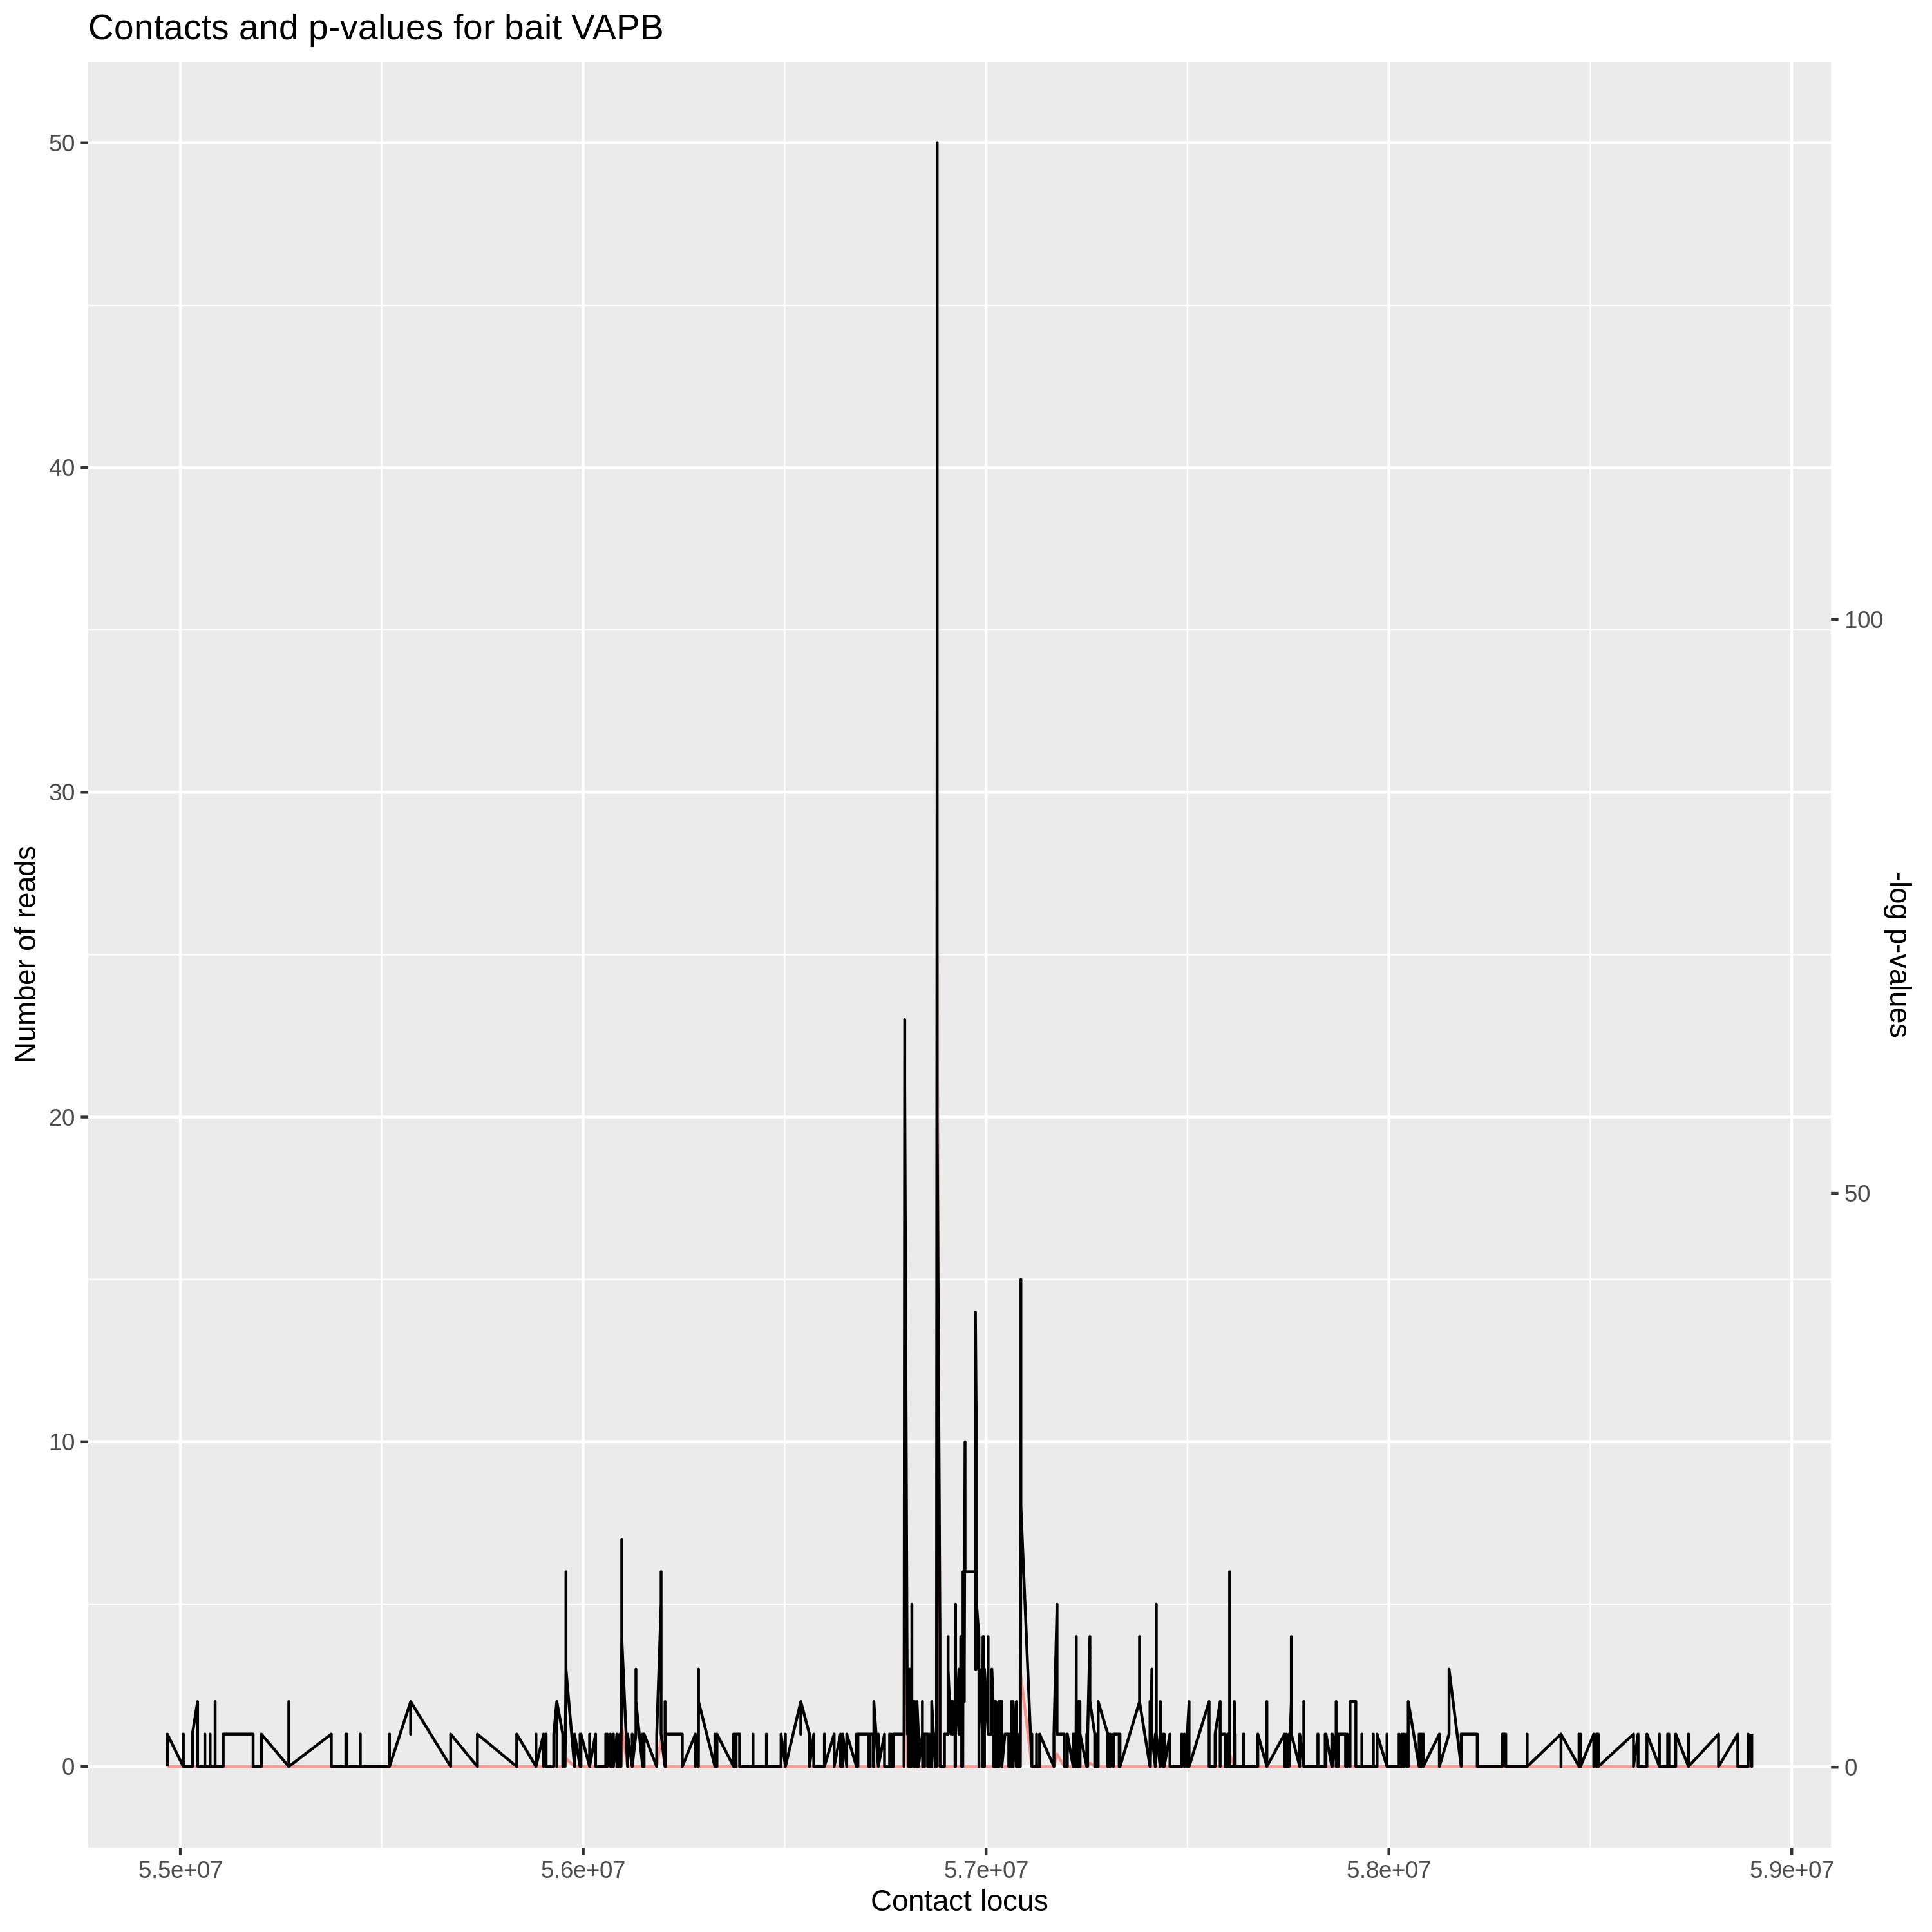 Contacts and p-values for bait VAPB
50
40
30
20
10
0
Number of reads
100
50
0
-log p-values
5.5e+07
5.6e+07
5.7e+07
5.8e+07
5.9e+07
Contact locus